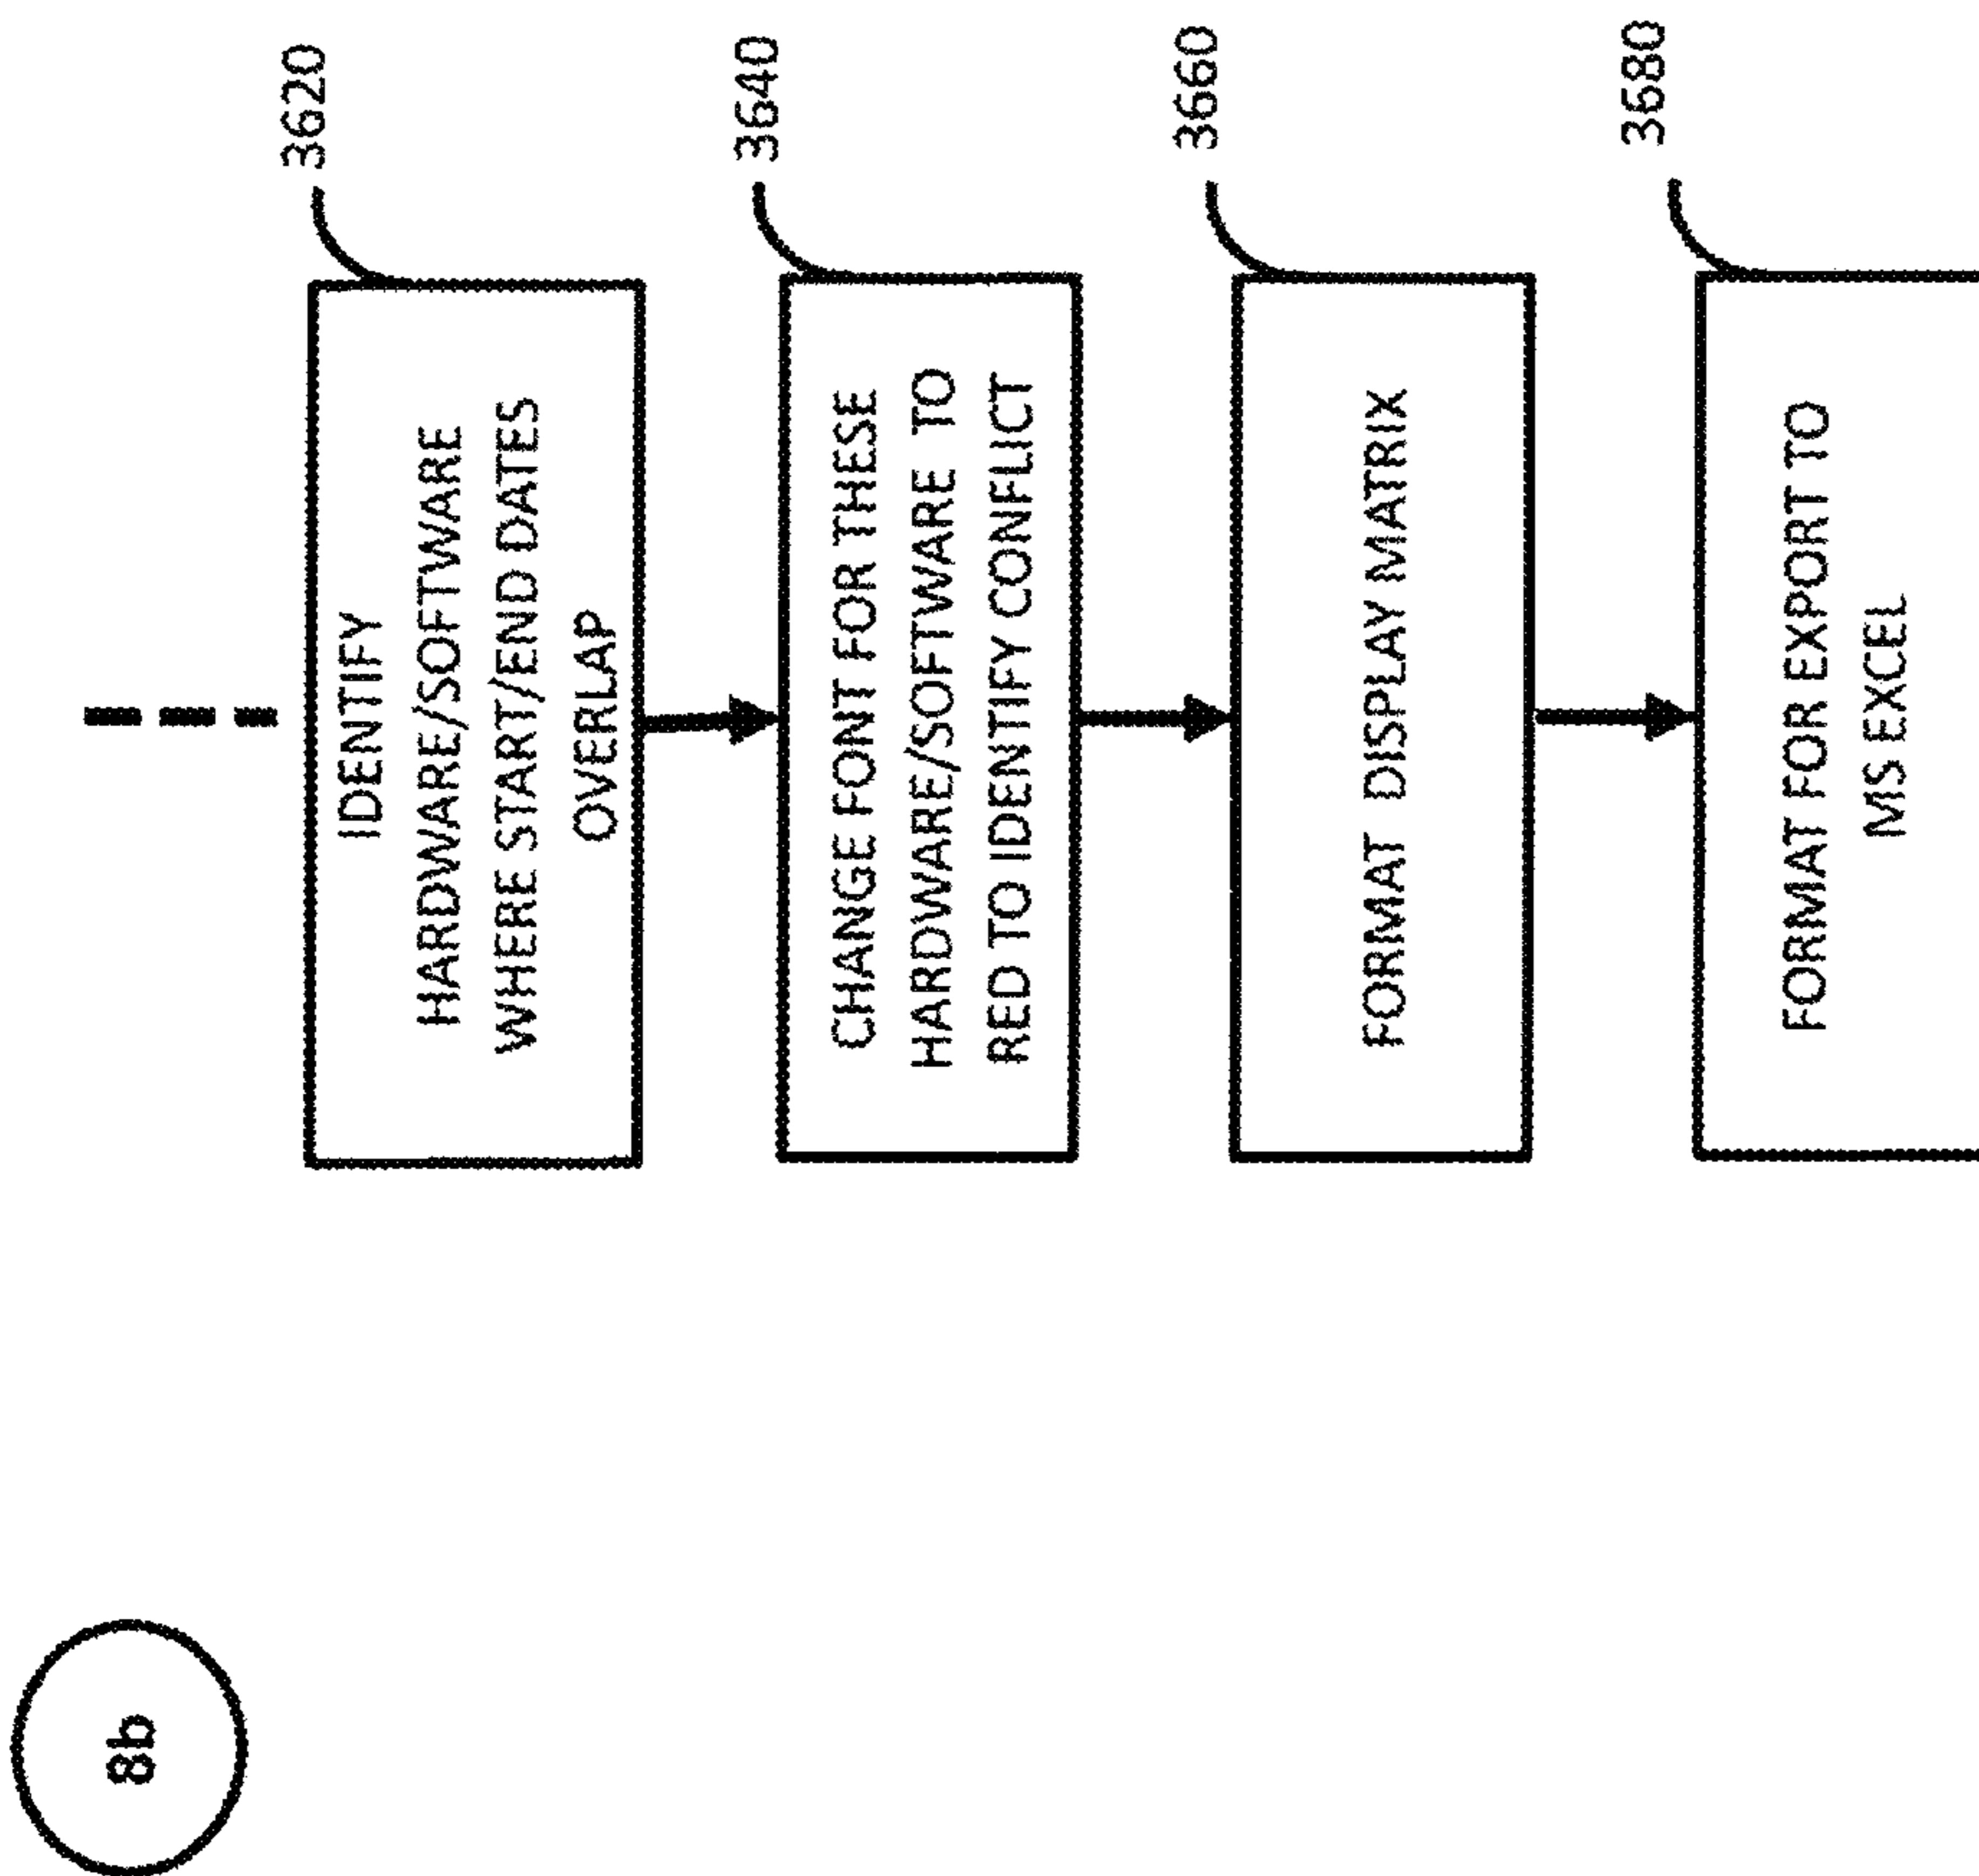 8b
3620
IDENTIFY
HARDWARE/SOFTWARE
WHERE START/END DATES
OVERLAP
3640
CHANGE FONT FOR THESE
HARDWARE/SOFTWARE TO
RED TO IDENTIFY CONFLICT
3660
FORMAT DISPLAY MATRIX
3680
FORMAT FOR EXPORT TO
MS EXCEL